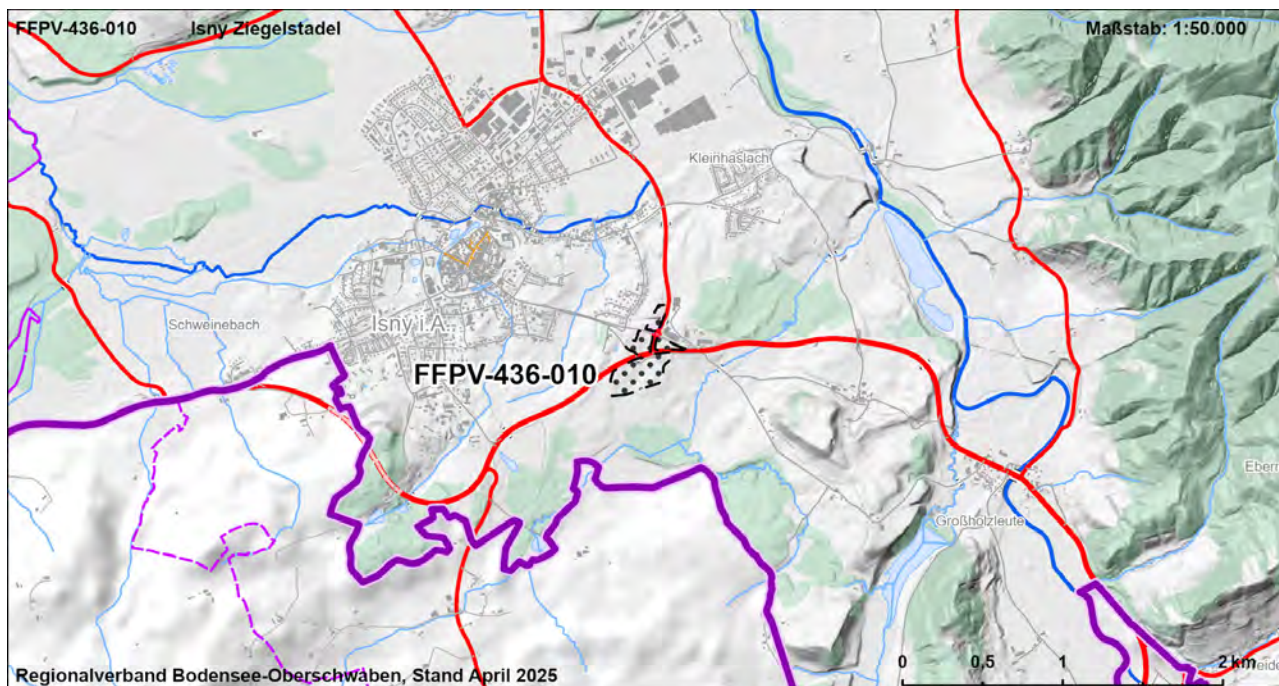 FFPV-436-010 Isny Ziegelstadel Maßstab: 1:50.000
Kleinhaslach
Schweinebach
Isny i.A.
FFPV-436-010
Großholzleute
0 0,5 1 2 km
Regionalverband Bodensee-Oberschwaben, Stand April 2025